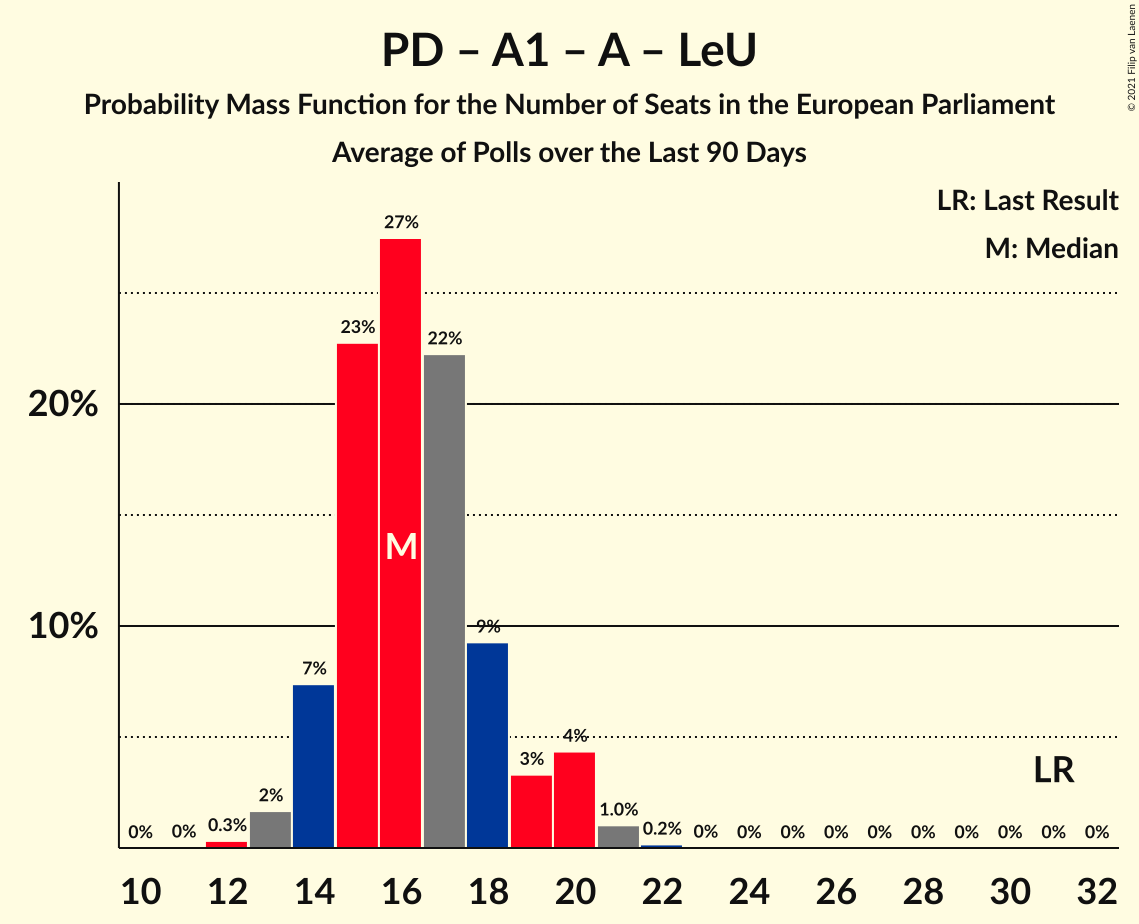 PD – A1 – A – LeU
Probability Mass Function for the Number of Seats in the European Parliament
Average of Polls over the Last 90 Days
© 2021 Filip van Laenen
LR: Last Result
M: Median
27%
23%
22%
20%
M
10%
9%
7%
4%
3%
LR
2%
1.0%
0% 0% 0.3% 0.2% 0% 0% 0% 0% 0% 0% 0% 0% 0% 0%
10 12 14 16 18 20 22 24 26 28 30 32